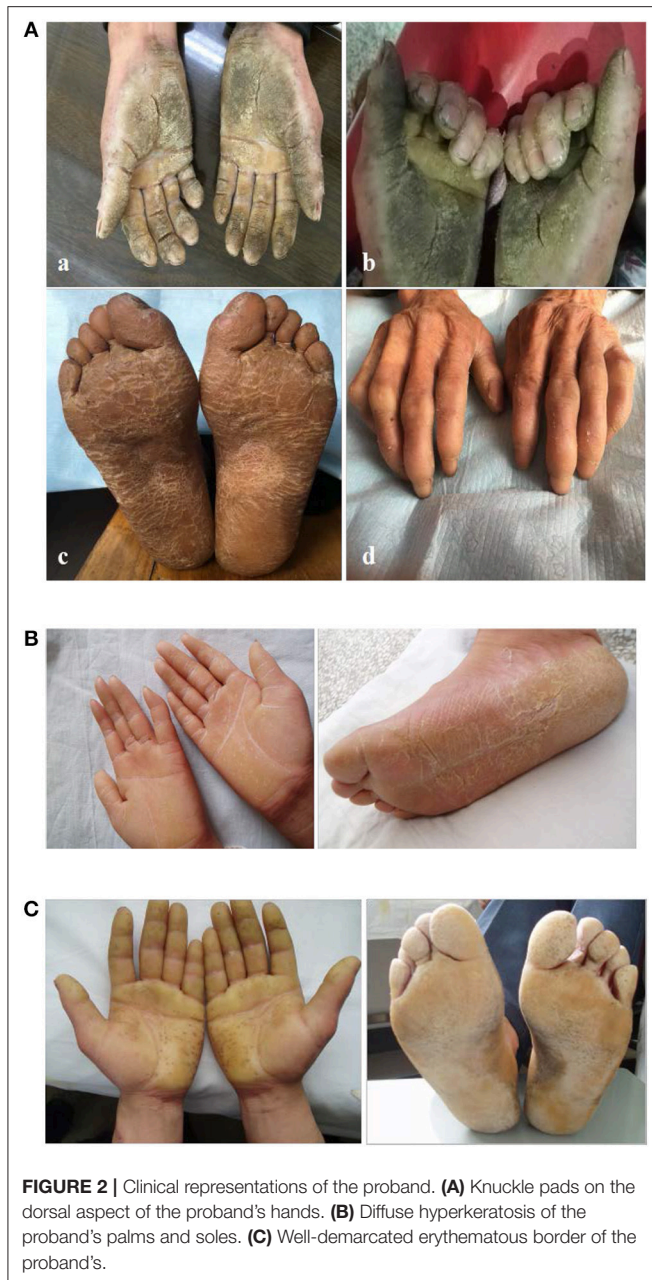 A
a
b
c
d
B
C
FIGURE 2 | Clinical representations of the proband. (A) Knuckle pads on the
dorsal aspect of the proband's hands. (B) Diffuse hyperkeratosis of the
proband's palms and soles. (C) Well-demarcated erythematous border of the
proband's.